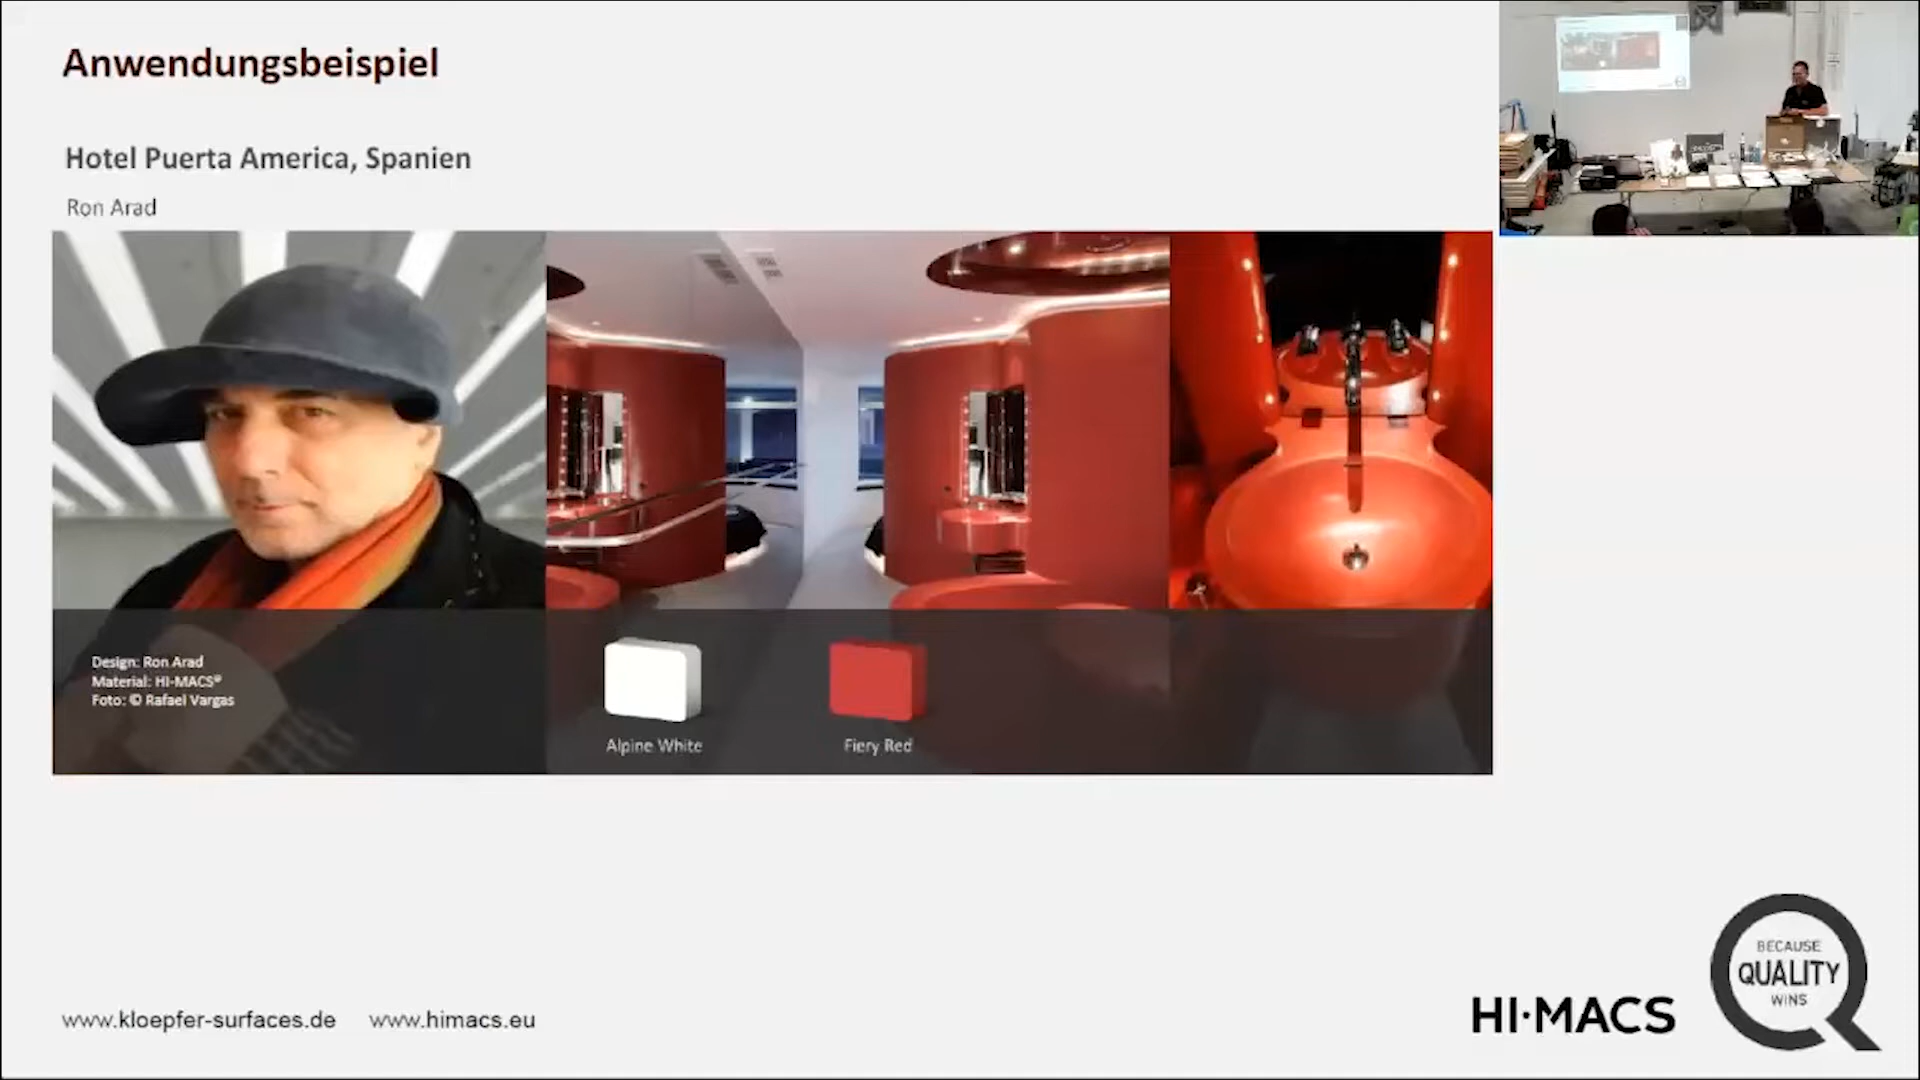 Anwendungsbeispiel
Hotel Puerta America, Spanien
Ron Arad
Design: Ron Arad
Material: HI-MACS®
Foto: © Rafael Vargas
Alpine White
Fiery Red
www.kloepfer-surfaces.de www.himacs.eu
HI·MACS
BECAUSE
QUALITY
WINS